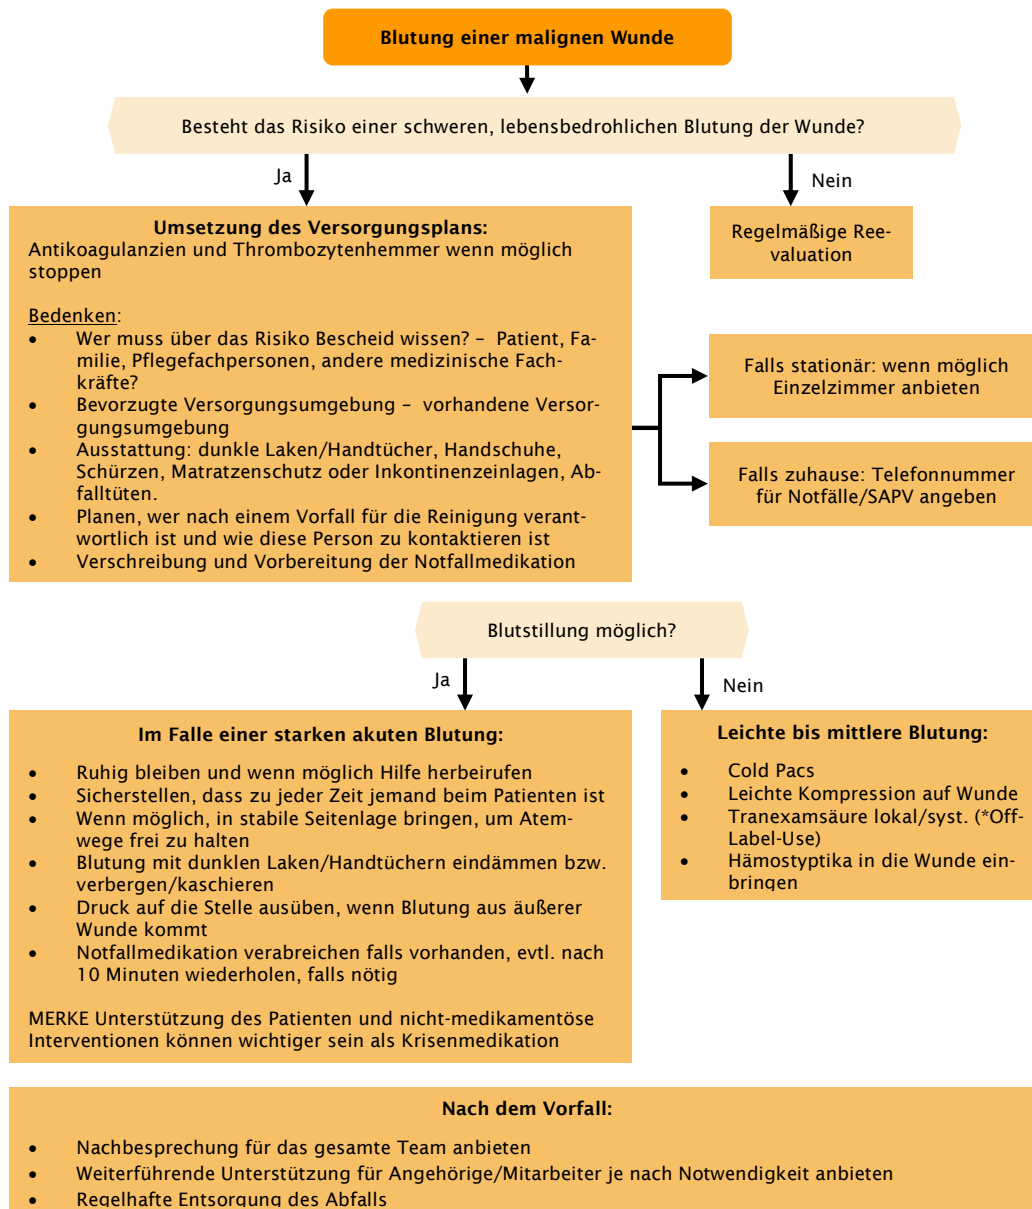 Blutung einer malignen Wunde
Besteht das Risiko einer schweren, lebensbedrohlichen Blutung der Wunde?
Ja
Nein
Umsetzung des Versorgungsplans:
Antikoagulanzien und Thrombozytenhemmer wenn möglich
stoppen
Bedenken:
• Wer muss über das Risiko Bescheid wissen? – Patient, Fa-
milie, Pflegefachpersonen, andere medizinische Fach-
kräfte?
• Bevorzugte Versorgungsumgebung – vorhandene Versor-
gungsumgebung
• Ausstattung: dunkle Laken/Handtücher, Handschuhe,
Schürzen, Matratzenschutz oder Inkontinenzeinlagen, Ab-
falltüten.
• Planen, wer nach einem Vorfall für die Reinigung verant-
wortlich ist und wie diese Person zu kontaktieren ist
• Verschreibung und Vorbereitung der Notfallmedikation
Regelmäßige Ree-
valuation
Falls stationär: wenn möglich
Einzelzimmer anbieten
Falls zuhause: Telefonnummer
für Notfälle/SAPV angeben
Blutstillung möglich?
Ja
Nein
Im Falle einer starken akuten Blutung:
• Ruhig bleiben und wenn möglich Hilfe herbeirufen
• Sicherstellen, dass zu jeder Zeit jemand beim Patienten ist
• Wenn möglich, in stabile Seitenlage bringen, um Atem-
wege frei zu halten
• Blutung mit dunklen Laken/Handtüchern eindämmen bzw.
verbergen/kaschieren
• Druck auf die Stelle ausüben, wenn Blutung aus äußerer
Wunde kommt
• Notfallmedikation verabreichen falls vorhanden, evtl. nach
10 Minuten wiederholen, falls nötig
MERKE Unterstützung des Patienten und nicht-medikamentöse
Interventionen können wichtiger sein als Krisenmedikation
Leichte bis mittlere Blutung:
• Cold Pacs
• Leichte Kompression auf Wunde
• Tranexamsäure lokal/syst. (*Off-
Label-Use)
• Hämostyptika in die Wunde ein-
bringen
Nach dem Vorfall:
• Nachbesprechung für das gesamte Team anbieten
• Weiterführende Unterstützung für Angehörige/Mitarbeiter je nach Notwendigkeit anbieten
• Regelhafte Entsorgung des Abfalls